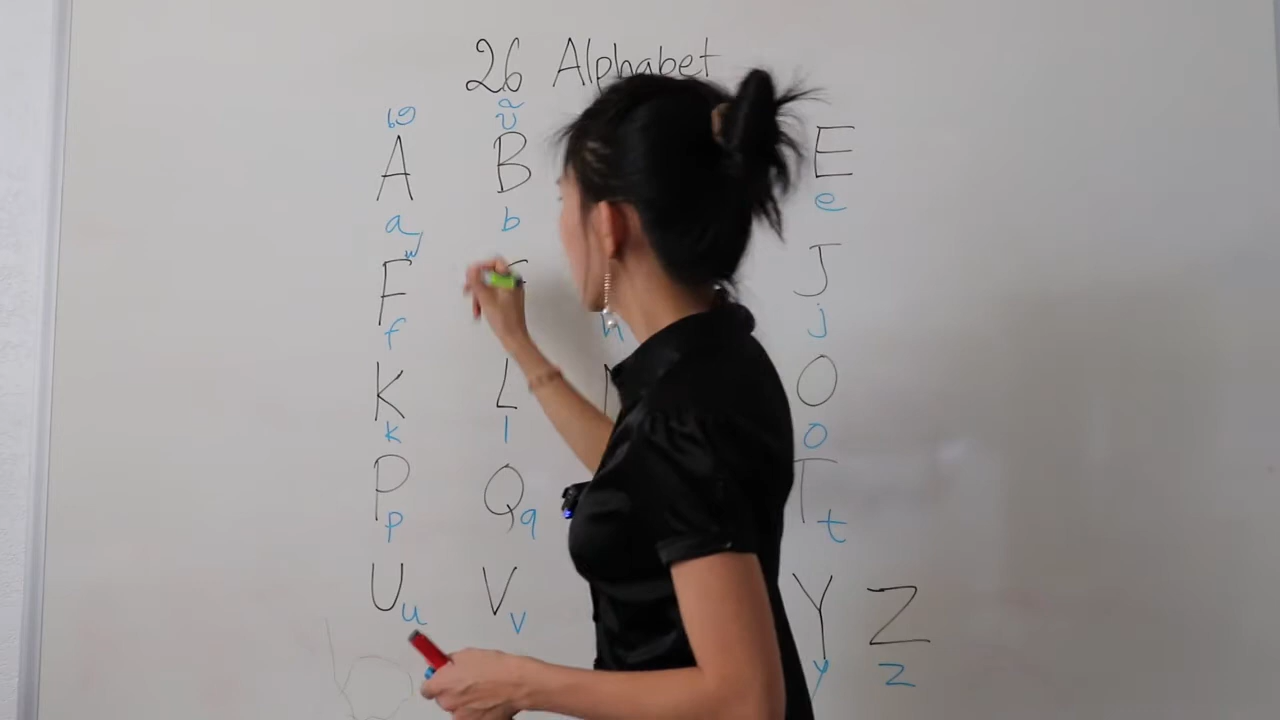 26 Alphabet
A B E
a b e
F J
f h j
K L O
k l o
P Q T
p q t
U V Y Z
u v y z